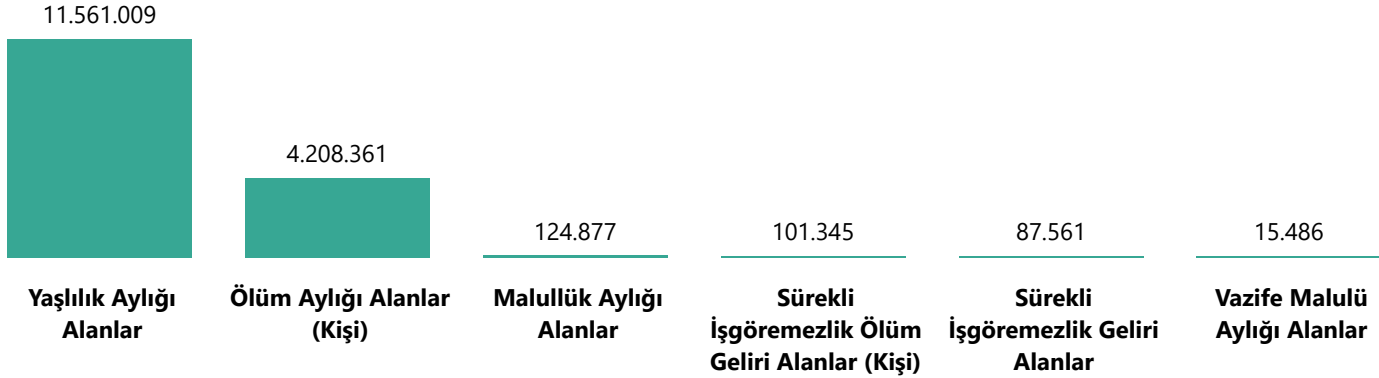 11.561.009
4.208.361
124.877
101.345
87.561
15.486
Yaşlılık Aylığı
Alanlar
Ölüm Aylığı Alanlar
(Kişi)
Malullük Aylığı
Alanlar
Sürekli
İşgöremezlik Ölüm
Geliri Alanlar (Kişi)
Sürekli
İşgöremezlik Geliri
Alanlar
Vazife Malulü
Aylığı Alanlar